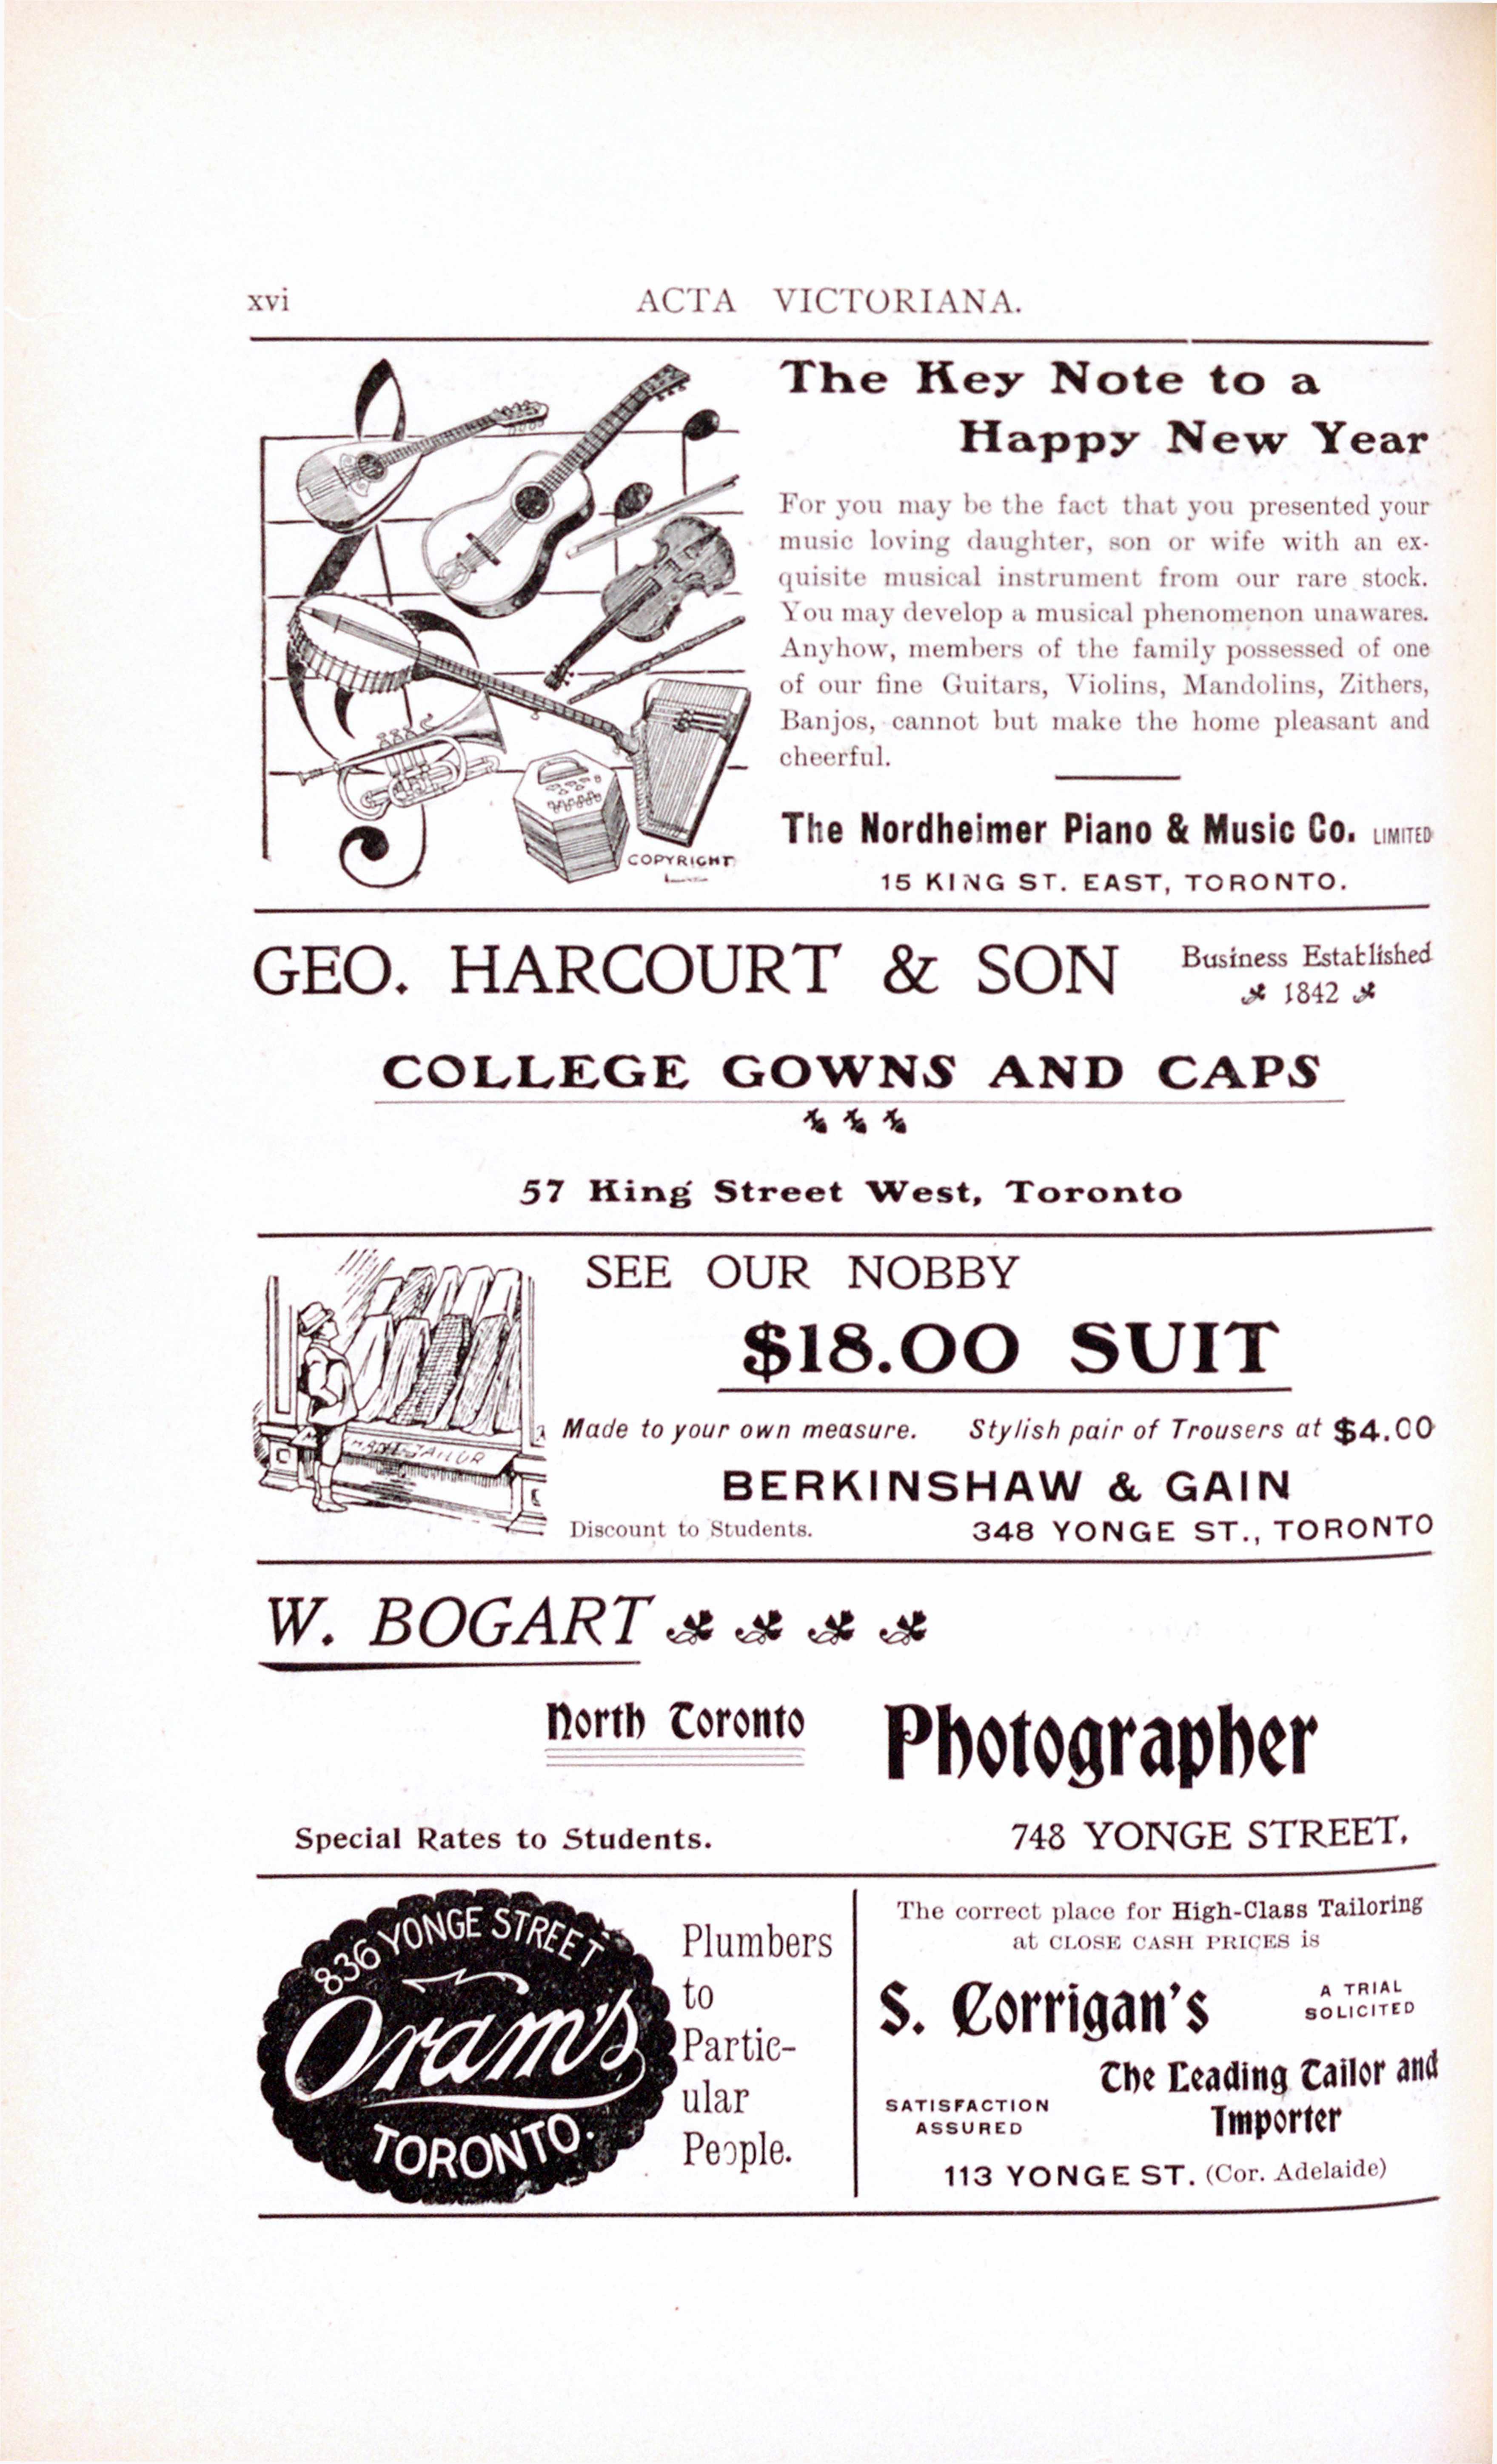 xvi
ACTA VICTORIANA.
The Key Note to a
Happy New Year
For you may be the fact that you presented your
music loving daughter, son or wife with an ex-
quisite musical instrument from our rare stock.
You may develop a musical phenomenon unawares.
Anyhow, members of the family possessed of one
of our fine Guitars, Violins, Mandolins, Zithers,
Banjos, cannot but make the home pleasant and
cheerful.
COPYRIGHT
The Nordheimer Piano & Music Co. LIMITED
15 KING ST. EAST, TORONTO.
GEO. HARCOURT & SON
Business Established
1842
COLLEGE GOWNS AND CAPS
57 King Street West, Toronto
SEE OUR NOBBY
$18.00 SUIT
Made to your own measure. Stylish pair of Trousers at $4.00
TAILOR
BERKINSHAW & GAIN
Discount to Students. 348 YONGE ST., TORONTO
W. BOGART
North Toronto Photographer
Special Rates to Students. 748 YONGE STREET.
836 YONGE STREET
Oram's
TORONTO.
Plumbers
to
Partic-
ular
People.
The correct place for High-Class Tailoring
at CLOSE CASH PRICES is
S. Corrigan's
A TRIAL
SOLICITED
The Leading Tailor and
Importer
SATISFACTION
ASSURED
113 YONGE ST. (Cor. Adelaide)